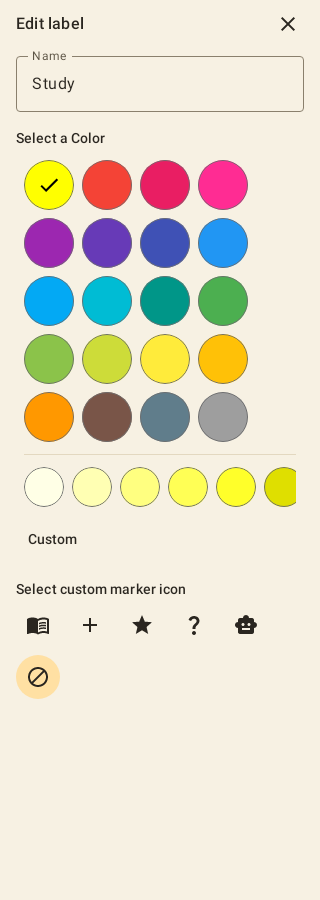 Edit label
Name
Study
Select a Color
Custom
Select custom marker icon